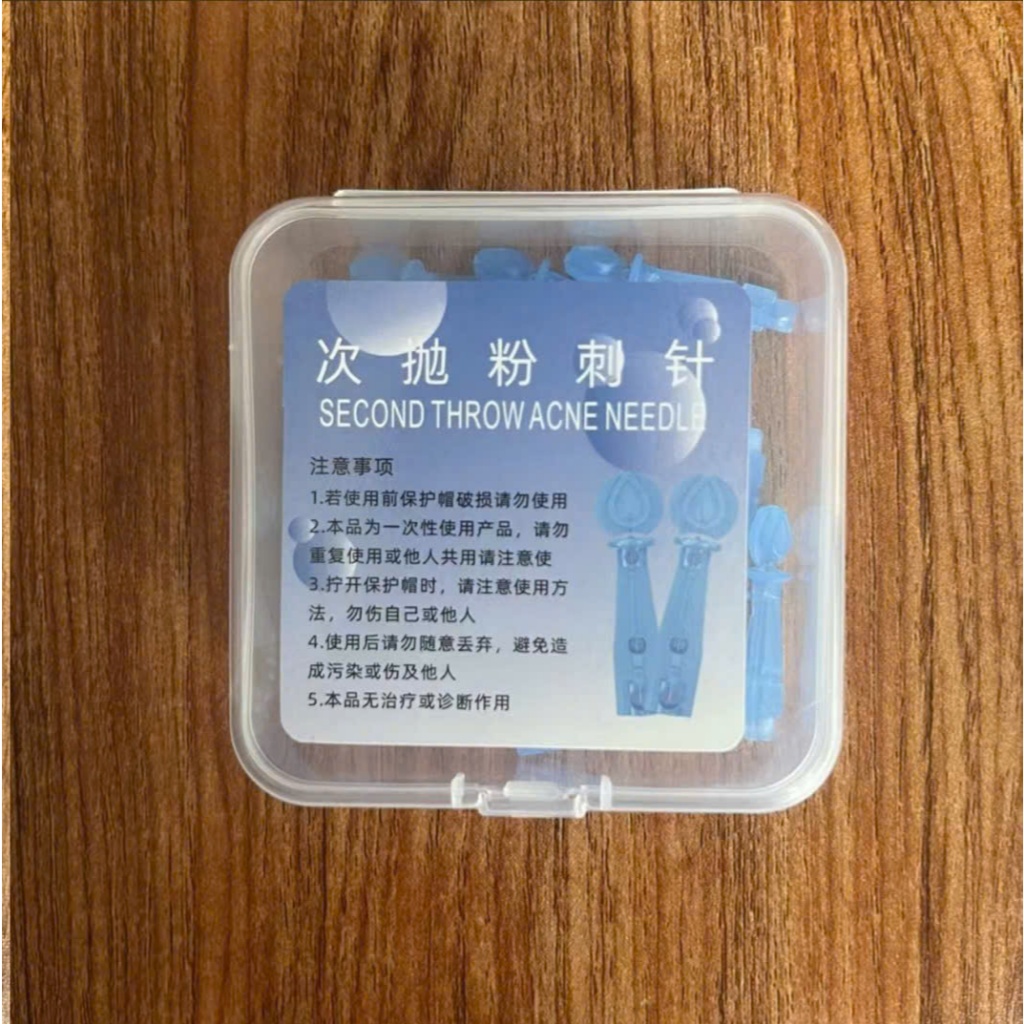 次抛粉刺针
SECOND THROW ACNE NEEDLE
注意事项
1.若使用前保护帽破损请勿使用
2.本品为一次性使用产品，请勿
重复使用或他人共用请注意使
3.拧开保护帽时，请注意使用方
法，勿伤自己或他人
4.使用后请勿随意丢弃，避免造
成污染或伤及他人
5.本品无治疗或诊断作用